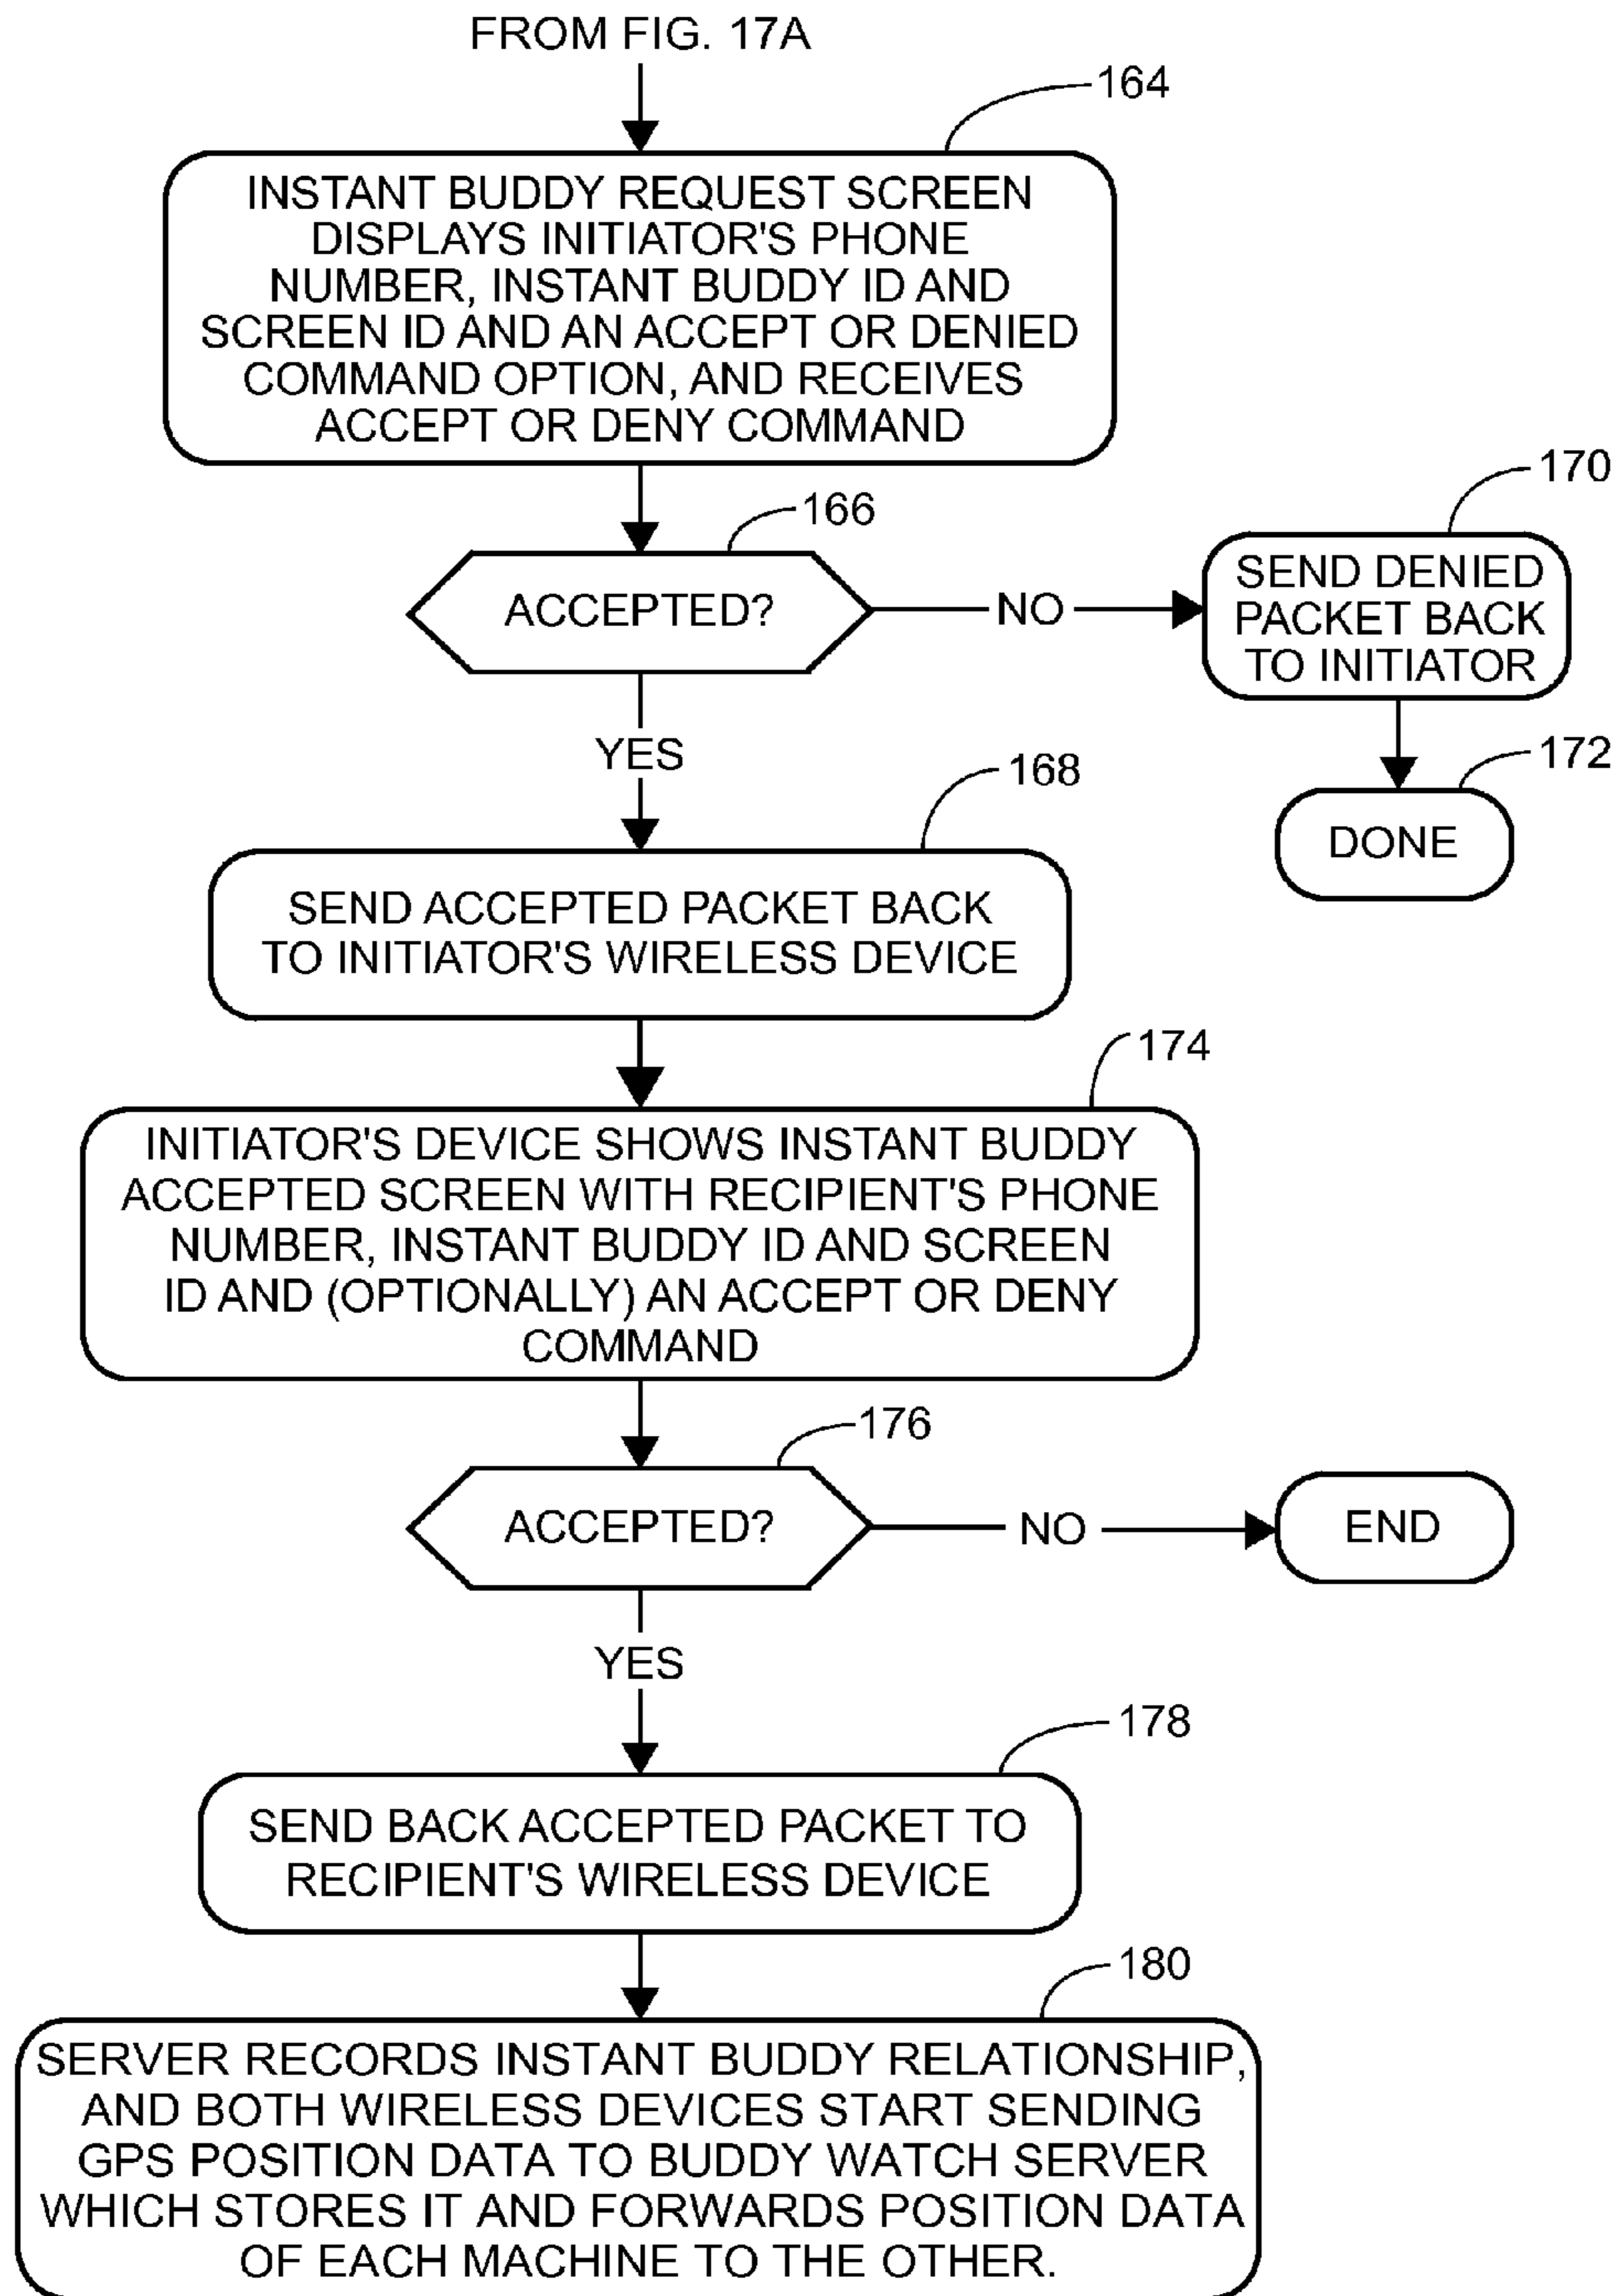 FROM FIG. 17A
164
INSTANT BUDDY REQUEST SCREEN
DISPLAYS INITIATOR'S PHONE
NUMBER, INSTANT BUDDY ID AND
SCREEN ID AND AN ACCEPT OR DENIED
COMMAND OPTION, AND RECEIVES
ACCEPT OR DENY COMMAND
166
ACCEPTED?
NO
170
SEND DENIED
PACKET BACK
TO INITIATOR
172
DONE
YES
168
SEND ACCEPTED PACKET BACK
TO INITIATOR'S WIRELESS DEVICE
174
INITIATOR'S DEVICE SHOWS INSTANT BUDDY
ACCEPTED SCREEN WITH RECIPIENT'S PHONE
NUMBER, INSTANT BUDDY ID AND SCREEN
ID AND (OPTIONALLY) AN ACCEPT OR DENY
COMMAND
176
ACCEPTED?
NO
END
YES
178
SEND BACK ACCEPTED PACKET TO
RECIPIENT'S WIRELESS DEVICE
180
SERVER RECORDS INSTANT BUDDY RELATIONSHIP,
AND BOTH WIRELESS DEVICES START SENDING
GPS POSITION DATA TO BUDDY WATCH SERVER
WHICH STORES IT AND FORWARDS POSITION DATA
OF EACH MACHINE TO THE OTHER.